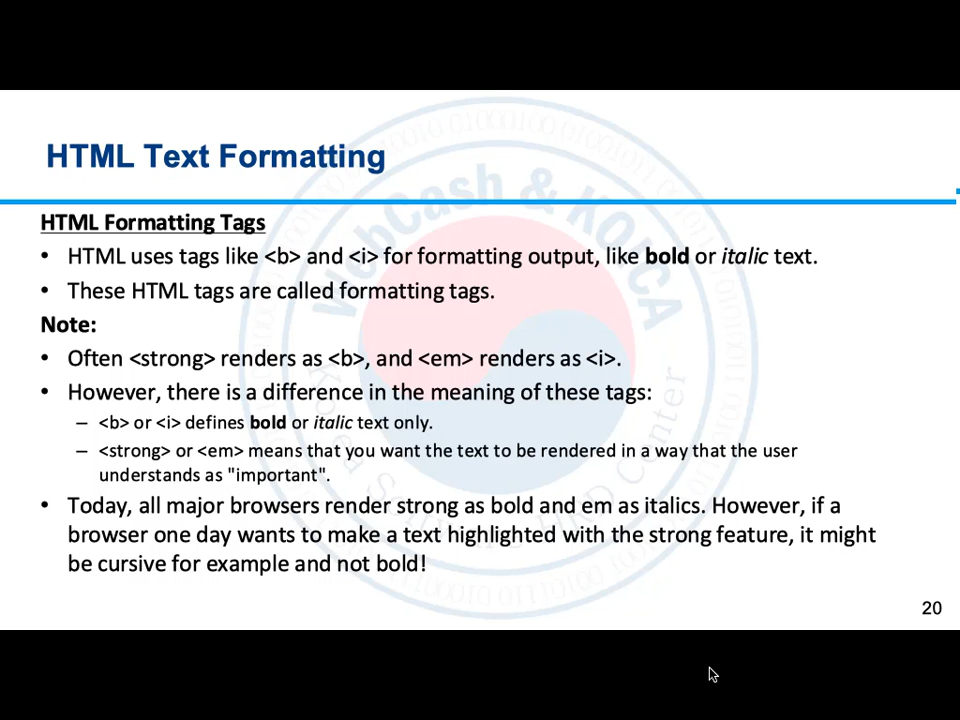 HTML Text Formatting
HTML Formatting Tags
• HTML uses tags like <b> and <i> for formatting output, like bold or italic text.
• These HTML tags are called formatting tags.
Note:
• Often <strong> renders as <b>, and <em> renders as <i>.
• However, there is a difference in the meaning of these tags:
– <b> or <i> defines bold or italic text only.
– <strong> or <em> means that you want the text to be rendered in a way that the user
understands as "important".
• Today, all major browsers render strong as bold and em as italics. However, if a
browser one day wants to make a text highlighted with the strong feature, it might
be cursive for example and not bold!
20
WebCash & KOICA